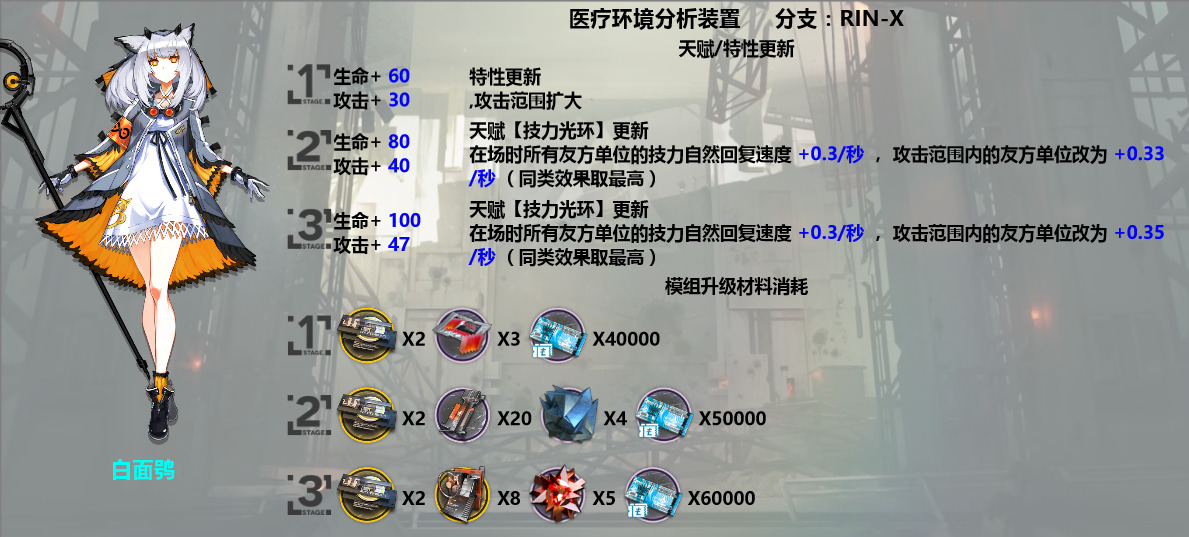 医疗环境分析装置 分支：RIN-X
天赋/特性更新
1 STAGE. 生命+ 60 特性更新
攻击+ 30 ,攻击范围扩大
2 STAGE. 生命+ 80 天赋【技力光环】更新
攻击+ 40 在场时所有友方单位的技力自然回复速度 +0.3/秒 ，攻击范围内的友方单位改为 +0.33
/秒（同类效果取最高）
3 STAGE. 生命+ 100 天赋【技力光环】更新
攻击+ 47 在场时所有友方单位的技力自然回复速度 +0.3/秒 ，攻击范围内的友方单位改为 +0.35
/秒（同类效果取最高）
模组升级材料消耗
1 STAGE. X2 X3 X40000
2 STAGE. X2 X20 X4 X50000
白面鸮
3 STAGE. X2 X8 X5 X60000